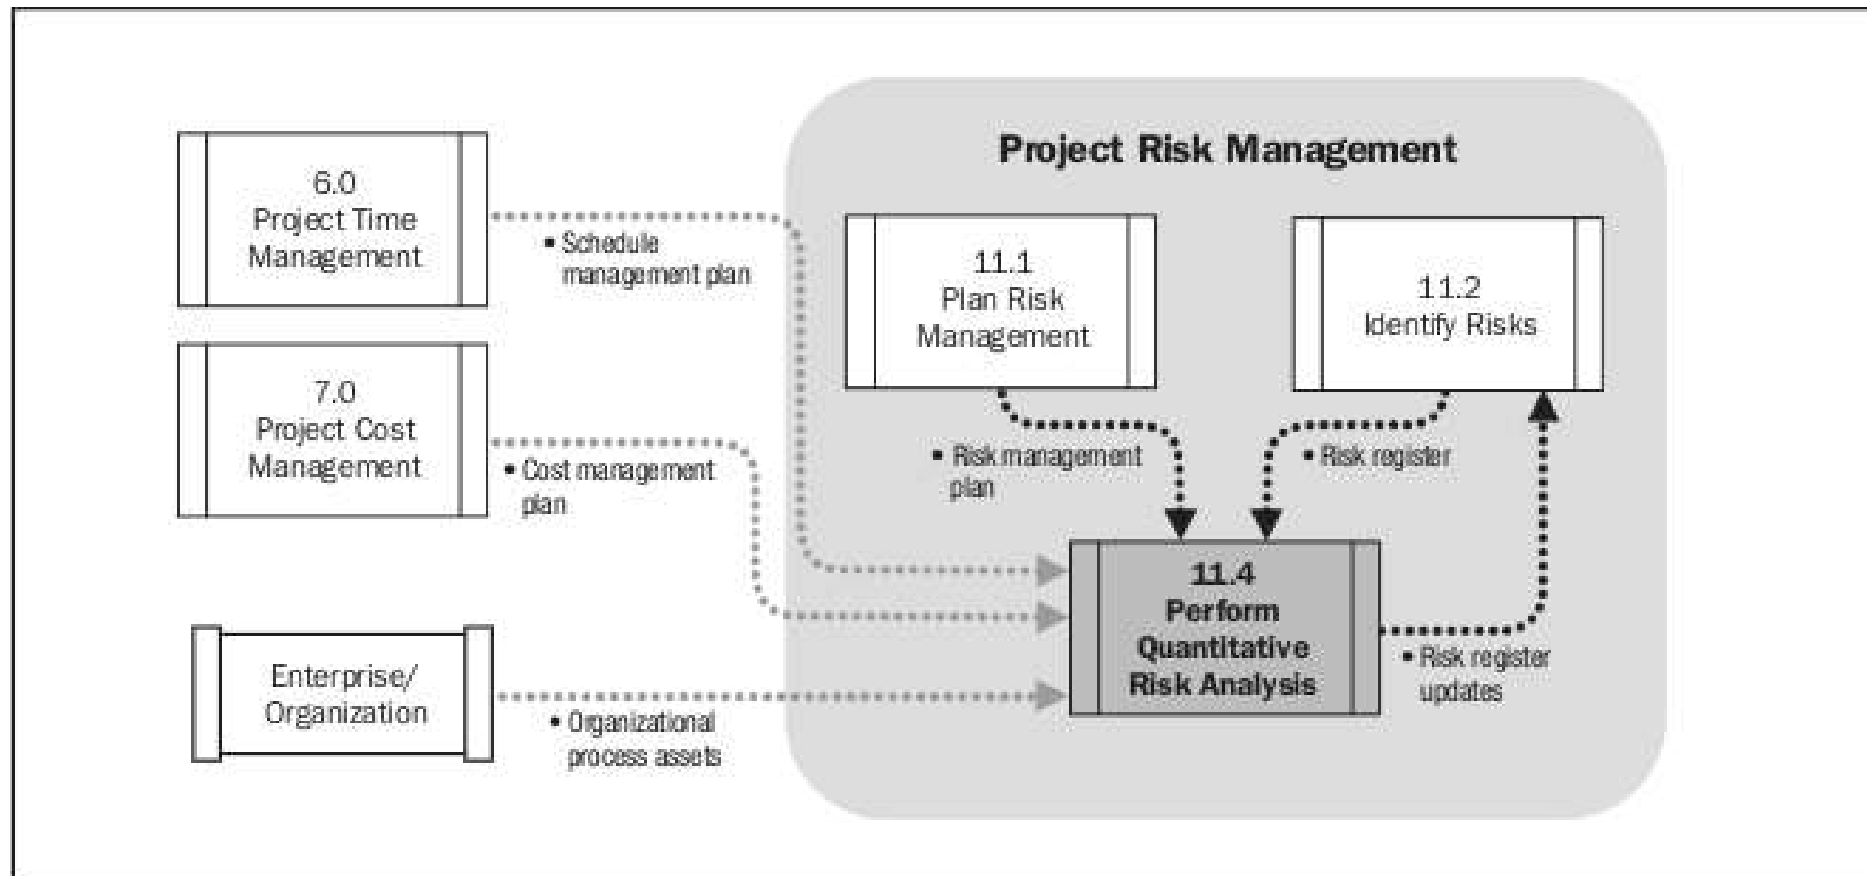 Project Risk Management
6.0
Project Time
Management
• Schedule
management plan
11.1
Plan Risk
Management
11.2
Identify Risks
7.0
Project Cost
Management
• Cost management
plan
• Risk management
plan
• Risk register
11.4
Perform
Quantitative
Risk Analysis
• Risk register
updates
Enterprise/
Organization
• Organizational
process assets